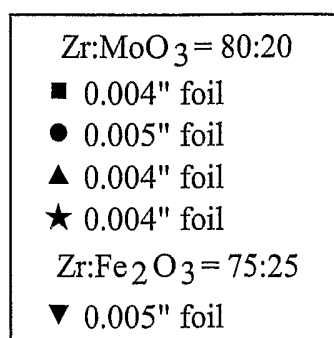 Zr:MoO3 = 80:20
■ 0.004" foil
● 0.005" foil
▲ 0.004" foil
★ 0.004" foil
Zr:Fe2O3 = 75:25
▼ 0.005" foil